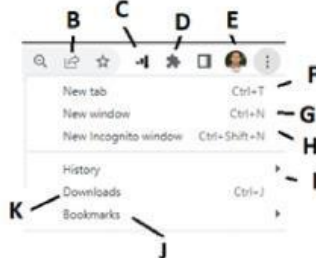 B C D E
New tab Ctrl+T F
New window Ctrl+N G
New Incognito window Ctrl+Shift+N H
History I
K Downloads Ctrl+J
Bookmarks
J